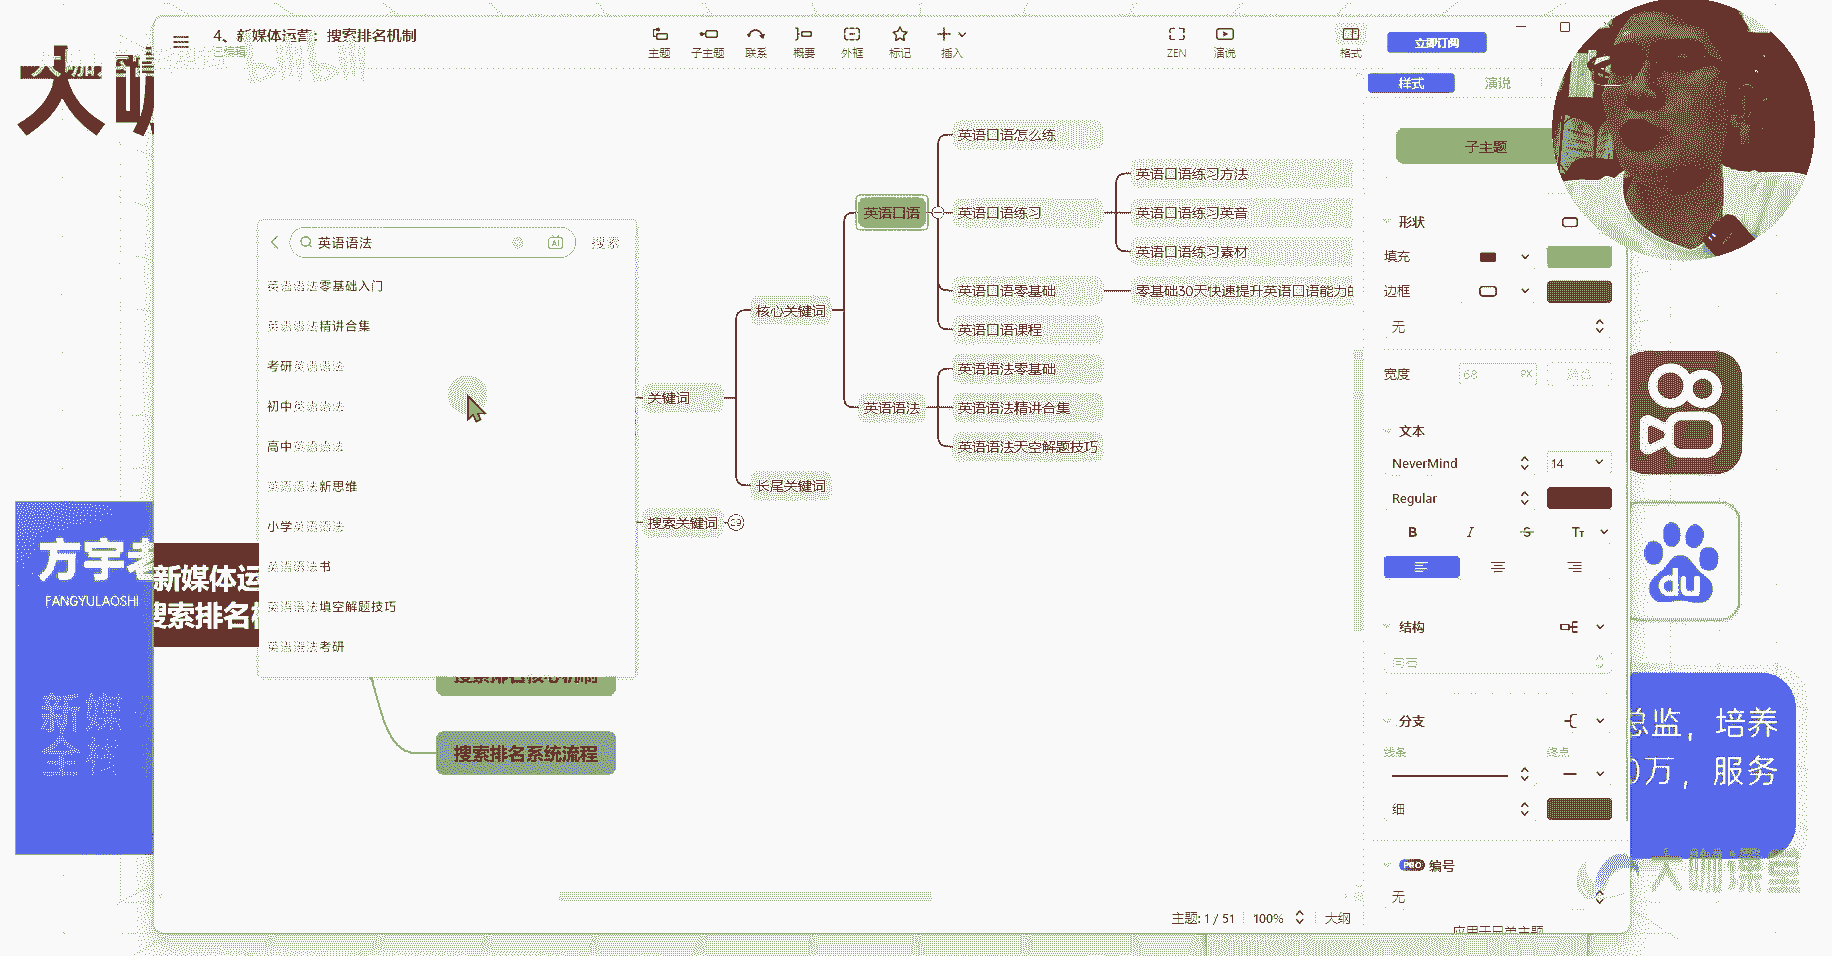 4、新媒体运营：搜索排名机制
已编辑
主题
子主题
联系
概要
外框
标记
插入
ZEN
演说
格式
立即订阅
样式
演说
子主题
形状
填充
边框
无
宽度
68
PX
文本
NeverMind
14
Regular
B
I
S
Tт
结构
分支
线条
终点
细
PRO 编号
无
英语语法
AI
搜索
英语语法零基础入门
英语语法精讲合集
考研英语语法
初中英语语法
高中英语语法
英语语法新思维
小学英语语法
英语语法书
英语语法填空解题技巧
英语语法考研
关键词
搜索关键词
19
核心关键词
长尾关键词
英语口语
英语语法
英语口语怎么练
英语口语练习
英语口语零基础
英语口语课程
英语语法零基础
英语语法精讲合集
英语语法天空解题技巧
英语口语练习方法
英语口语练习英音
英语口语练习素材
零基础30天快速提升英语口语能力的
新媒体运
搜索排名机
搜索排名核心机制
搜索排名系统流程
主题: 1 / 51
100%
大纲
大咖
方宇老
FANGYULAOSHI
新媒
全栈
du
总监，培养
0万，服务
大咖课堂
bilibili